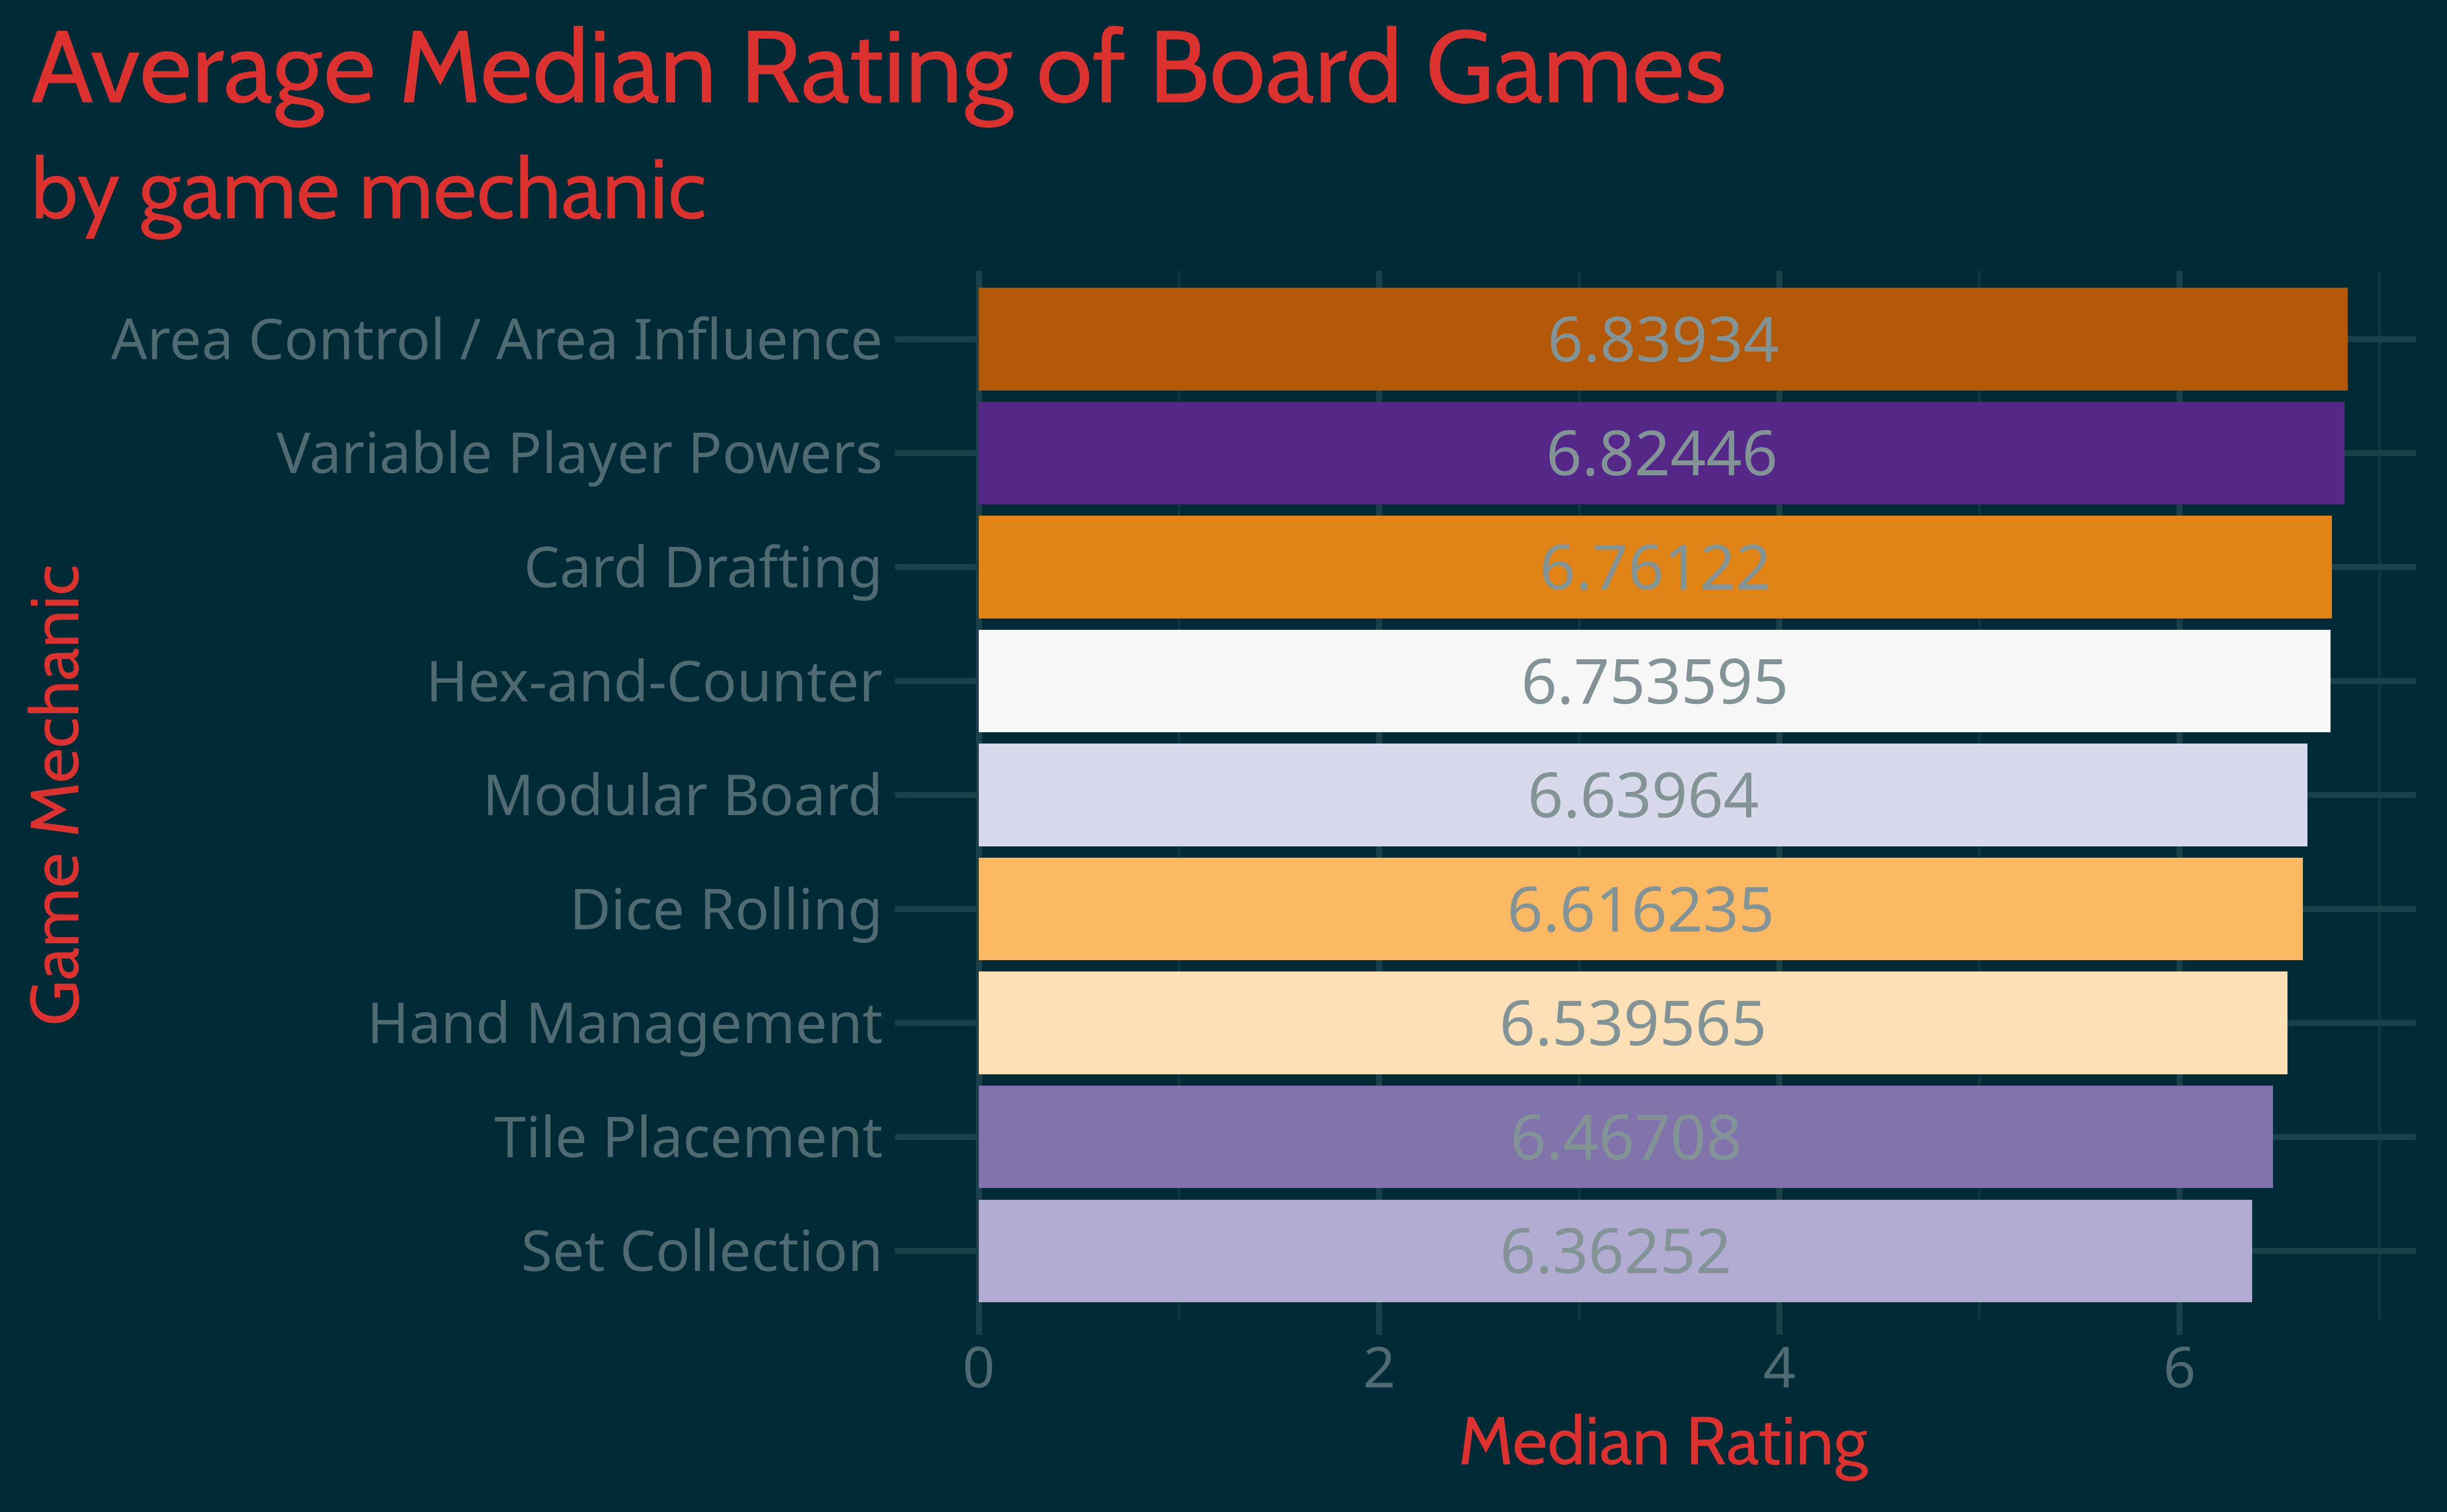 Average Median Rating of Board Games
by game mechanic
Game Mechanic
Area Control / Area Influence 6.83934
Variable Player Powers 6.82446
Card Drafting 6.76122
Hex-and-Counter 6.753595
Modular Board 6.63964
Dice Rolling 6.616235
Hand Management 6.539565
Tile Placement 6.46708
Set Collection 6.36252
0 2 4 6
Median Rating